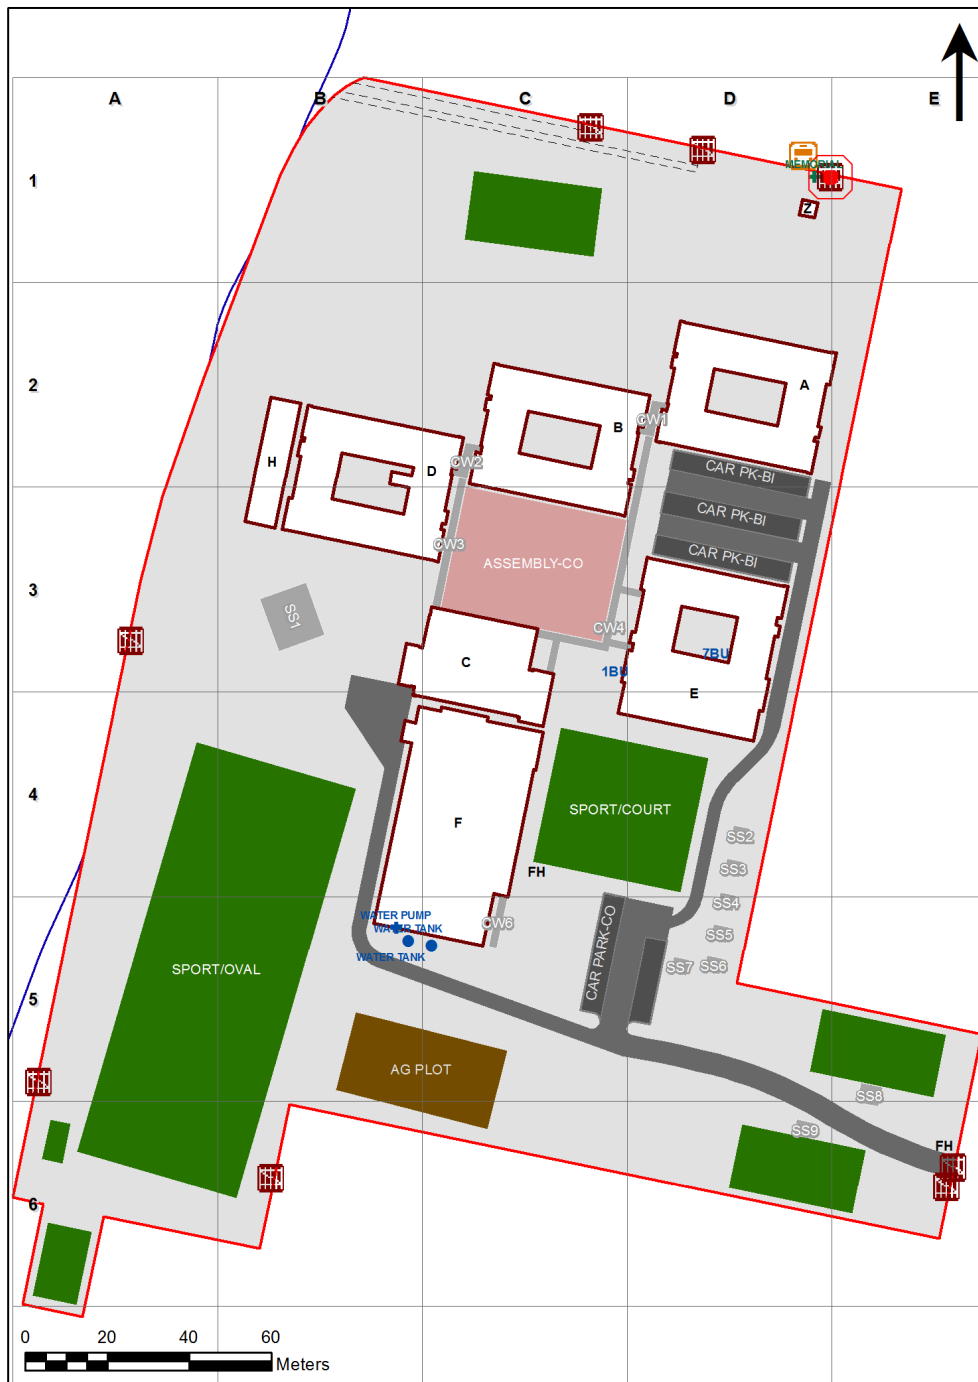 A B C D E
1
MEMORIAL
Z
2
A
B
CW1
D
CW2
H
CAR PK-BI
CAR PK-BI
CW3
CAR PK-BI
ASSEMBLY-CO
3
SS1
CW4
C
7BU
1BU
E
4
SPORT/COURT
F
SS2
FH
SS3
SS4
WATER PUMP
CW6
WATER TANK
SS5
WATER TANK
CAR PARK-CO
SS7
SS6
SPORT/OVAL
5
AG PLOT
SS8
SS9
FH
6
0 20 40 60
Meters